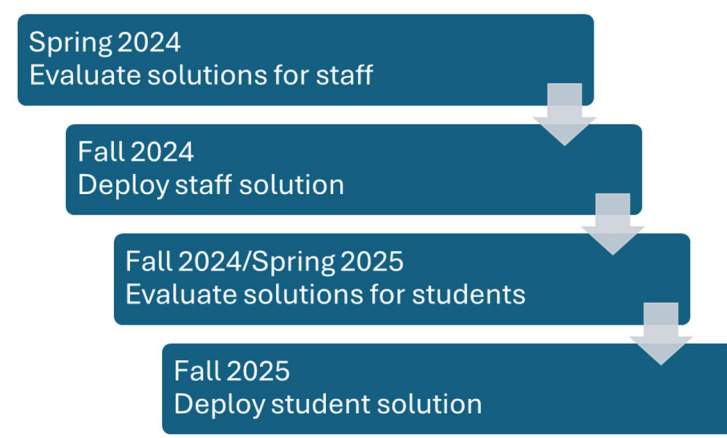 Spring 2024
Evaluate solutions for staff
Fall 2024
Deploy staff solution
Fall 2024/Spring 2025
Evaluate solutions for students
Fall 2025
Deploy student solution